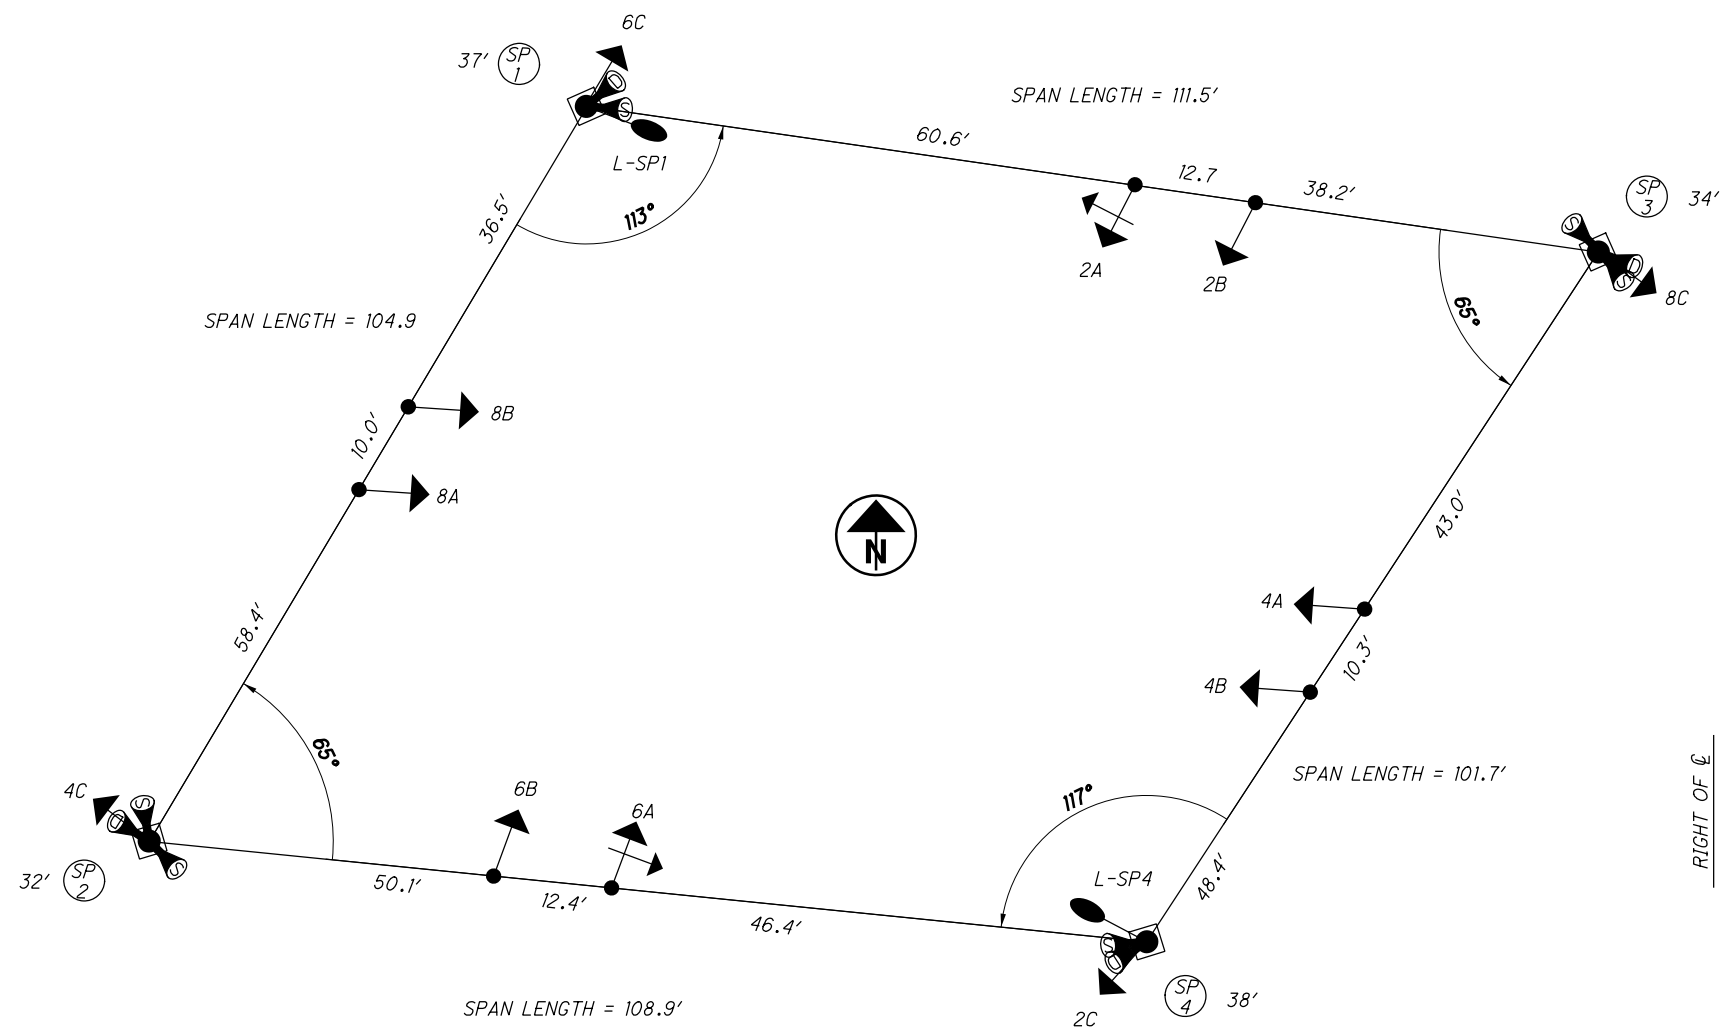 6C
37'
SP
1
SPAN LENGTH = 111.5'
D
S
L-SP1
60.6'
12.7
38.2'
SP
3
34'
113°
36.5'
S
D
S
8C
2A
2B
65°
SPAN LENGTH = 104.9
8B
10.0'
8A
N
43.0'
4A
10.3'
4B
58.4'
65°
SPAN LENGTH = 101.7'
RIGHT OF ℄
4C
S
D
S
32'
SP
2
6B
6A
117°
50.1'
12.4'
46.4'
L-SP4
48.4'
S
D
SP
4
38'
2C
SPAN LENGTH = 108.9'